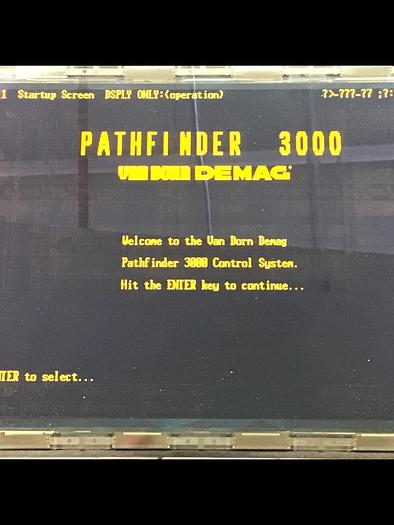 1 Startup Screen DSPLY ONLY:(operation) ?>-???-?? ;?:
PATHFINDER 3000
VAN DORN DEMAG
Welcome to the Van Dorn Demag
Pathfinder 3000 Control System.
Hit the ENTER key to continue...
NTER to select...